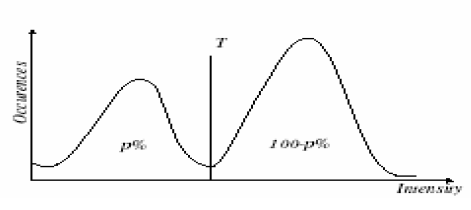 T
Occurences
p%
100-p%
Intensity